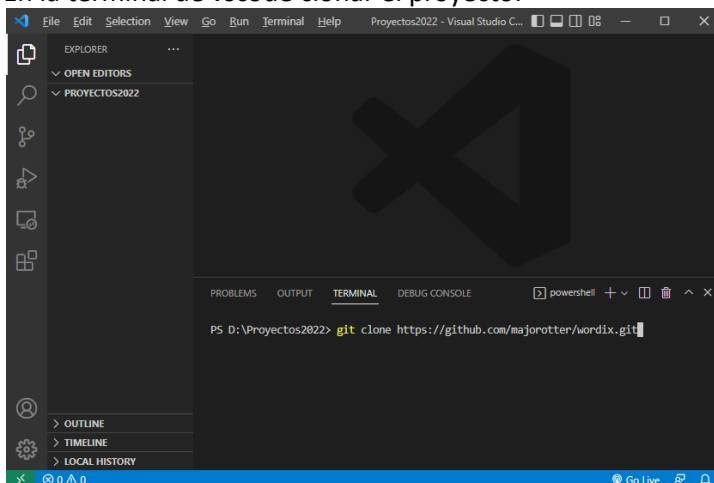 En la terminal de vscode clonar el proyecto:
File Edit Selection View Go Run Terminal Help Proyectos2022 - Visual Studio C...
EXPLORER
OPEN EDITORS
PROYECTOS2022
PROBLEMS OUTPUT TERMINAL DEBUG CONSOLE powershell
PS D:\Proyectos2022> git clone https://github.com/majorotter/wordix.git
OUTLINE
TIMELINE
LOCAL HISTORY
0 0 Go Live